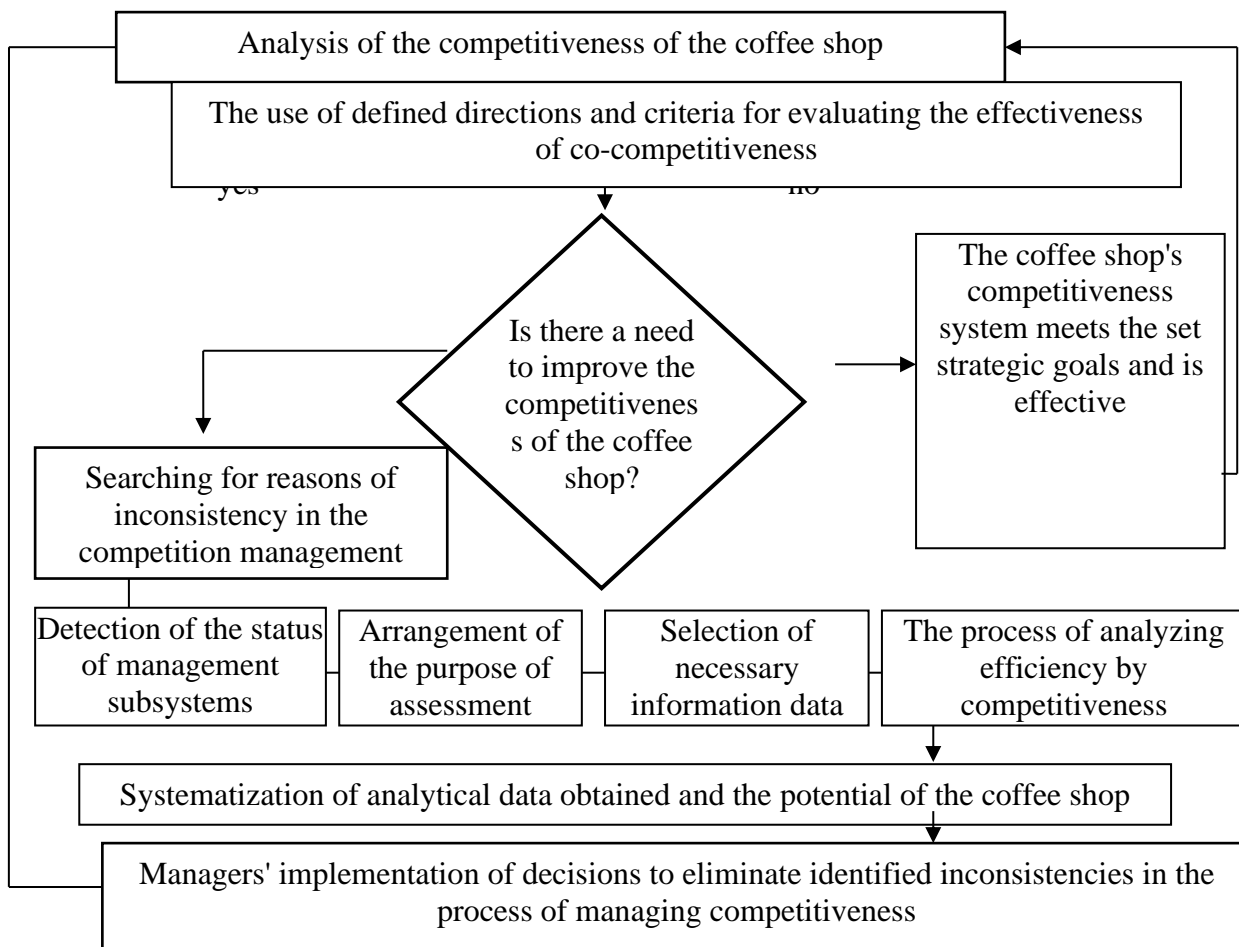 Analysis of the competitiveness of the coffee shop
The use of defined directions and criteria for evaluating the effectiveness
of co-competitiveness
yes
no
Is there a need
to improve the
competitivenes
s of the coffee
shop?
The coffee shop's
competitiveness
system meets the set
strategic goals and is
effective
Searching for reasons of
inconsistency in the
competition management
Detection of the status
of management
subsystems
Arrangement of
the purpose of
assessment
Selection of
necessary
information data
The process of analyzing
efficiency by
competitiveness
Systematization of analytical data obtained and the potential of the coffee shop
Managers' implementation of decisions to eliminate identified inconsistencies in the
process of managing competitiveness